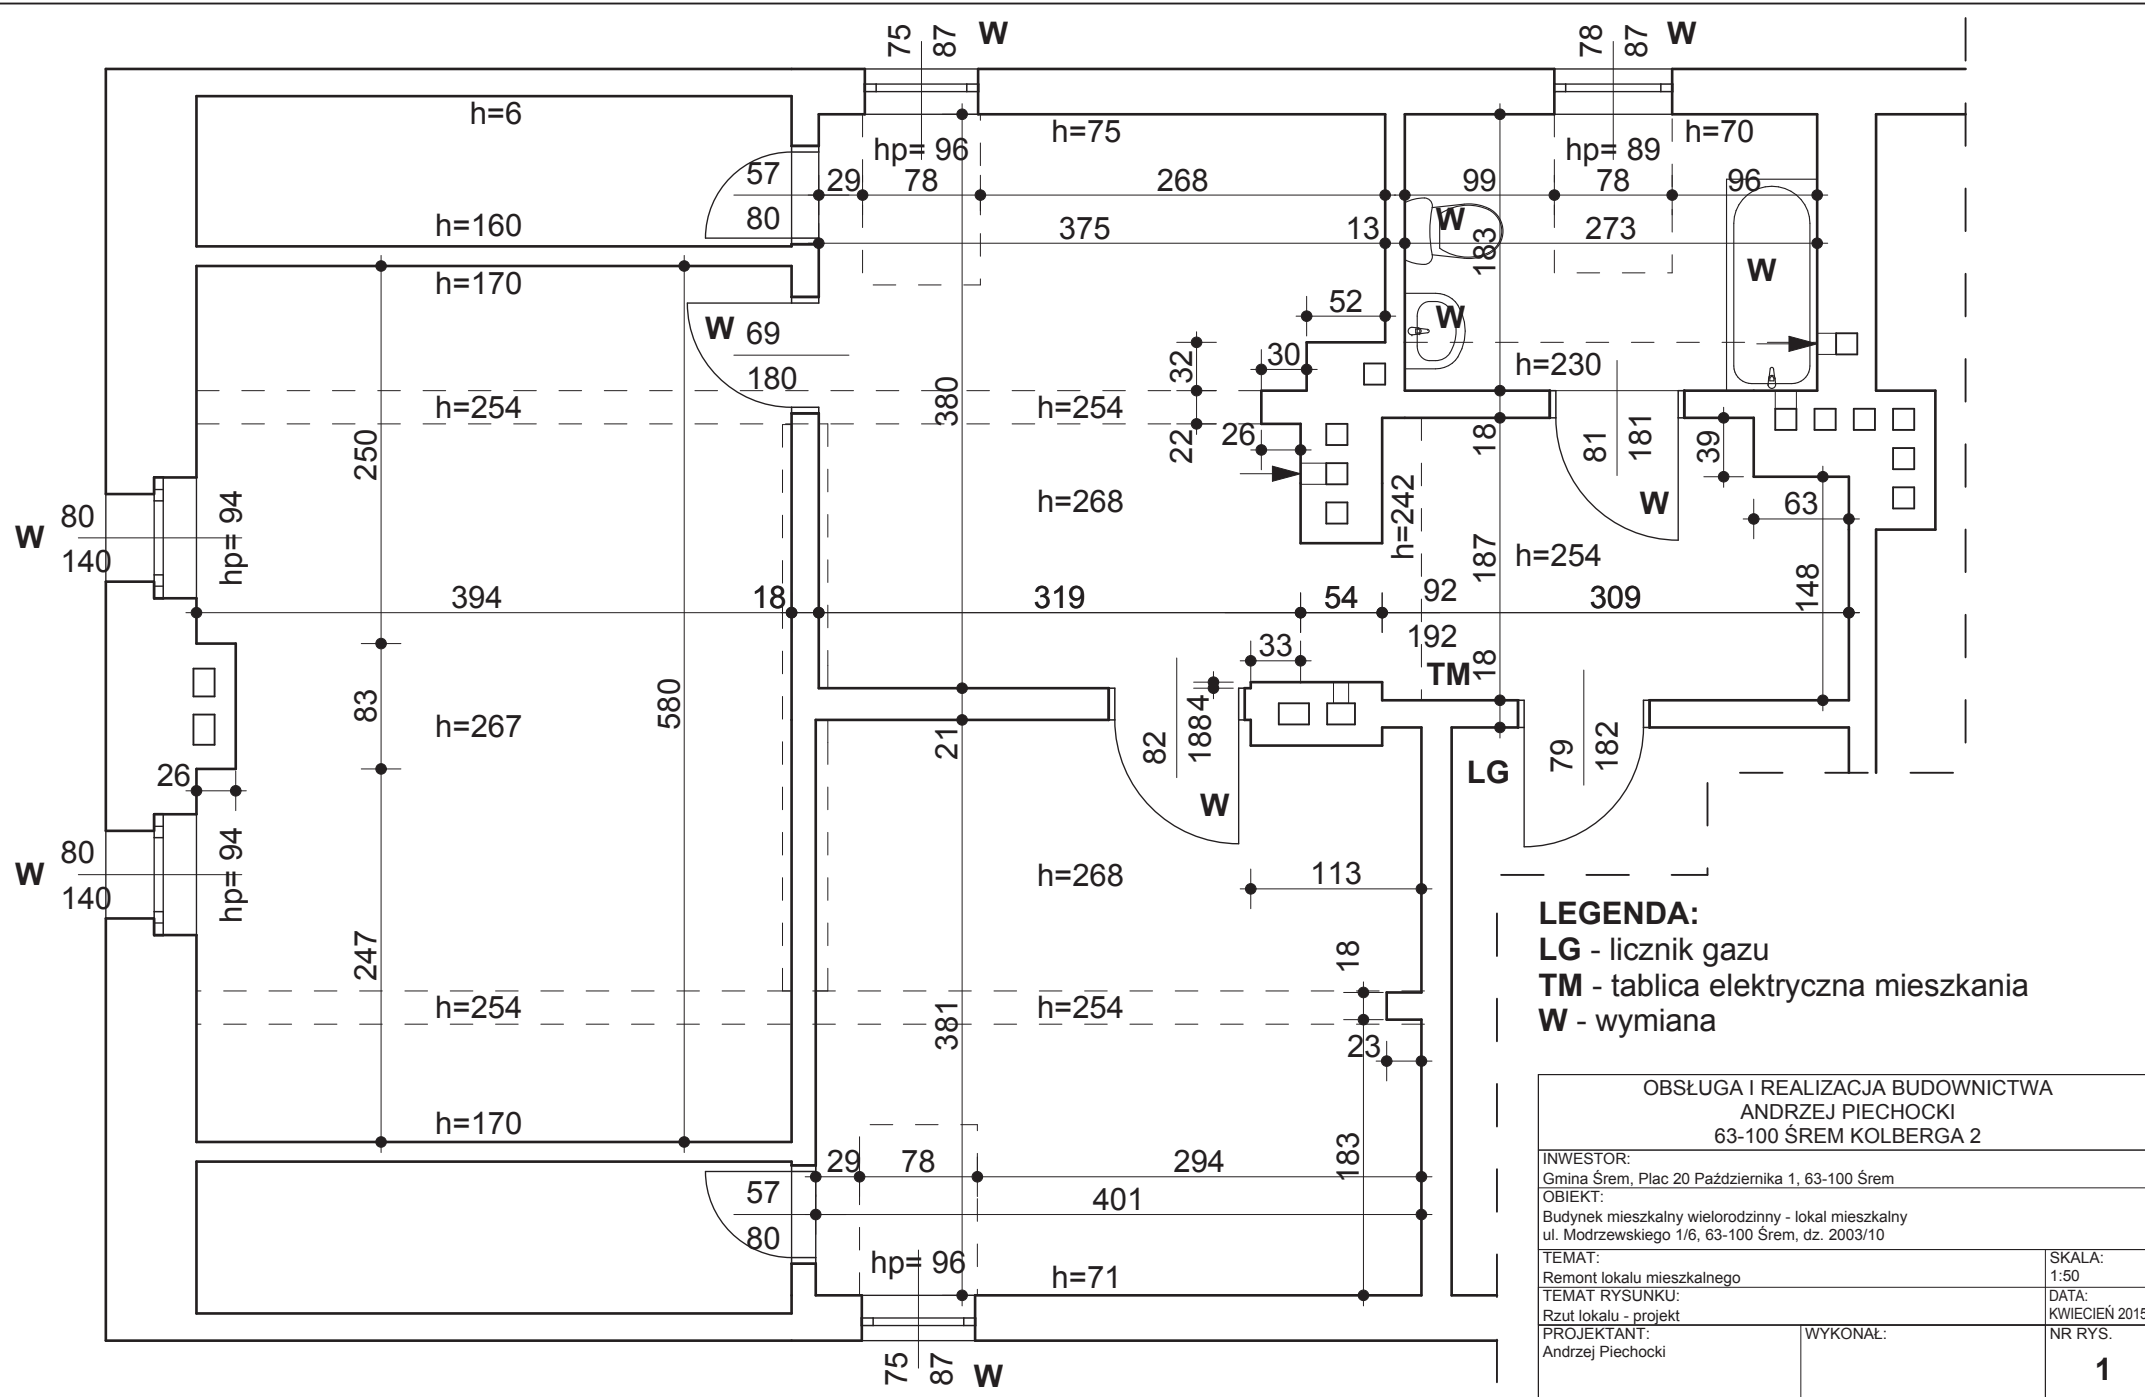 75
87
W
78
87
W
h=6
h=75
h=70
hp= 96
hp= 89
57
80
29
78
268
99
78
96
h=160
375
13
W
183
273
W
h=170
52
W
69
180
W
32
30
h=230
h=254
380
h=254
22
26
18
81
181
39
250
h=268
h=242
W
63
W
80
140
hp= 94
187
h=254
148
394
18
319
54
92
309
192
33
TM
18
83
h=267
580
21
82
188
4
79
182
26
LG
W
W
80
140
hp= 94
h=268
113
247
18
h=254
381
h=254
23
h=170
183
29
78
294
57
80
401
hp= 96
h=71
75
87
W
LEGENDA:
LG - licznik gazu
TM - tablica elektryczna mieszkania
W - wymiana
OBSŁUGA I REALIZACJA BUDOWNICTWA
ANDRZEJ PIECHOCKI
63-100 ŚREM KOLBERGA 2
INWESTOR:
Gmina Śrem, Plac 20 Października 1, 63-100 Śrem
OBIEKT:
Budynek mieszkalny wielorodzinny - lokal mieszkalny
ul. Modrzewskiego 1/6, 63-100 Śrem, dz. 2003/10
TEMAT:
Remont lokalu mieszkalnego
SKALA:
1:50
TEMAT RYSUNKU:
Rzut lokalu - projekt
DATA:
KWIECIEŃ 2015
PROJEKTANT:
Andrzej Piechocki
WYKONAŁ:
NR RYS.
1